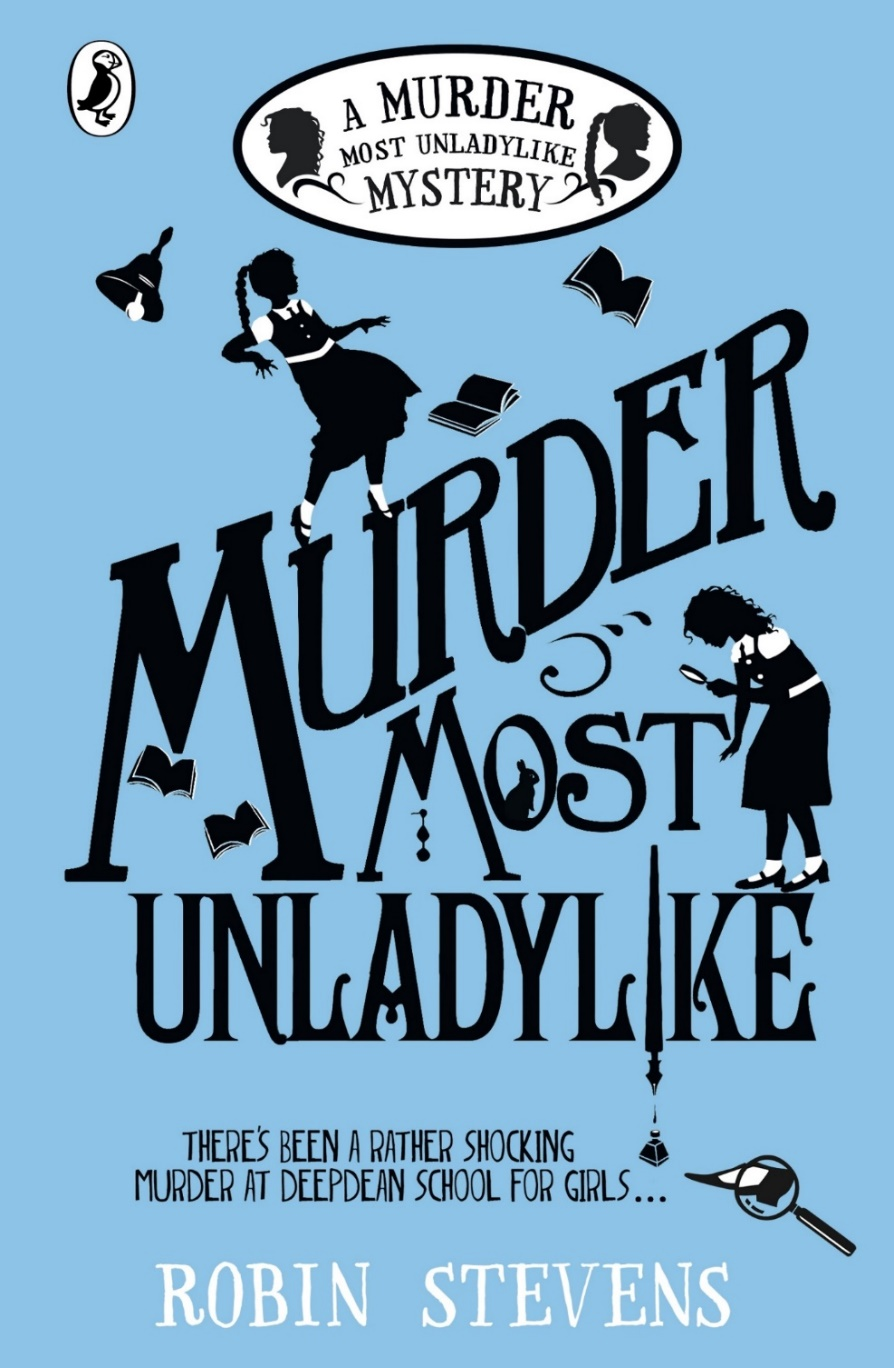 A MURDER
MOST UNLADYLIKE
MYSTERY
MURDER
MOST
UNLADYLIKE
THERE'S BEEN A RATHER SHOCKING
MURDER AT DEEPDEAN SCHOOL FOR GIRLS...
ROBIN STEVENS